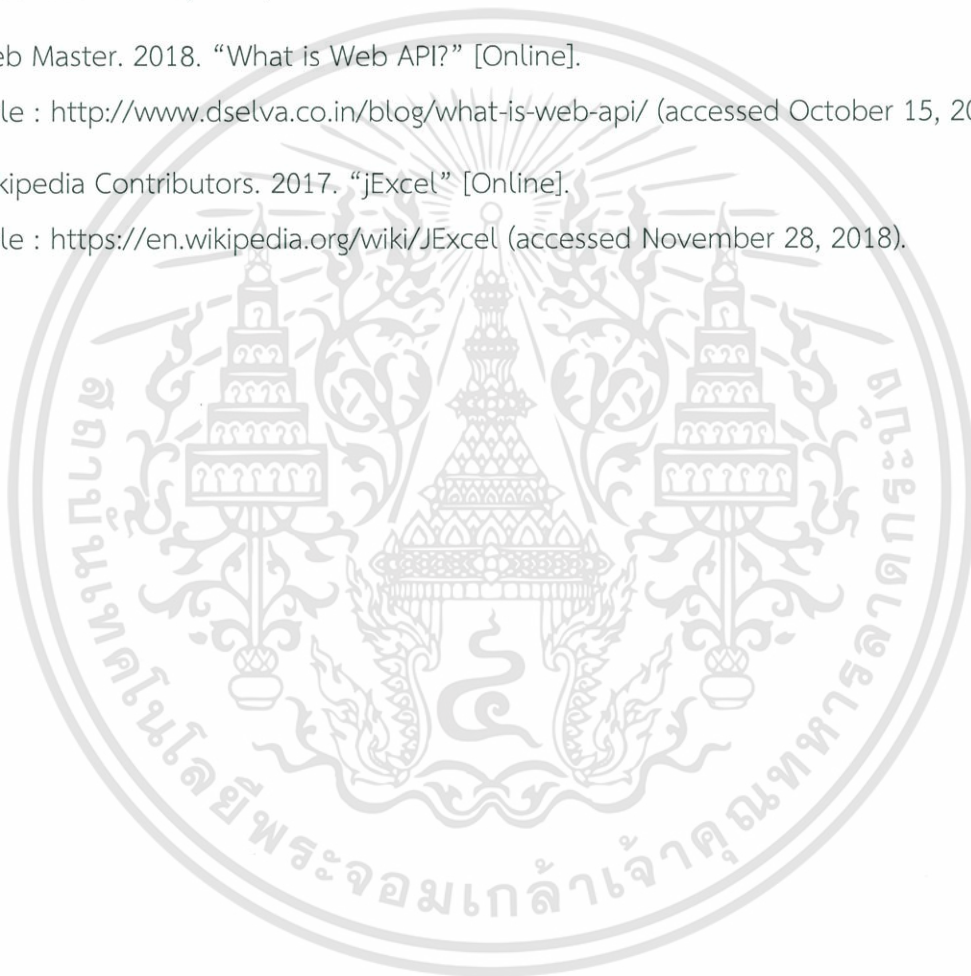 eb Master. 2018. “What is Web API?” [Online].
le : http://www.dselva.co.in/blog/what-is-web-api/ (accessed October 15, 20
kipedia Contributors. 2017. “jExcel” [Online].
le : https://en.wikipedia.org/wiki/JExcel (accessed November 28, 2018).
สถาบันเทคโนโลยีพระจอมเกล้าเจ้าคุณทหารลาดกระบัง
๔